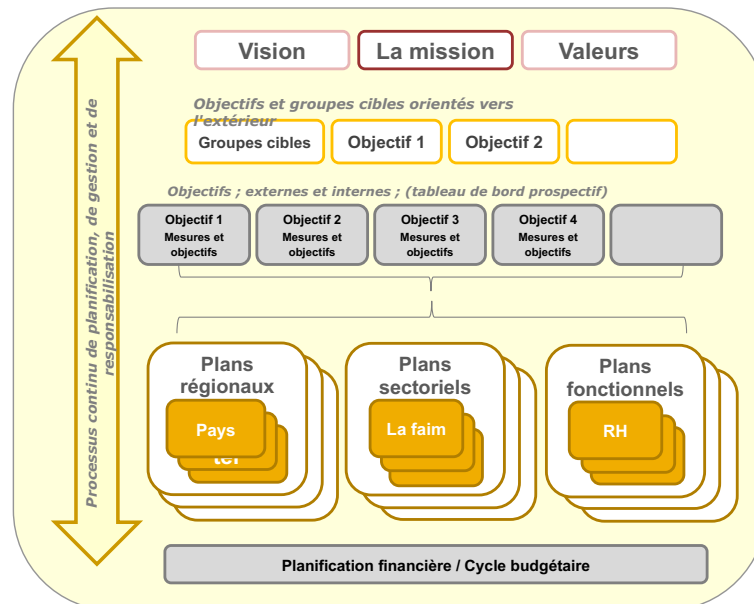 Vision
La mission
Valeurs
Objectifs et groupes cibles orientés vers
l'extérieur
Groupes cibles
Objectif 1
Objectif 2
Objectifs ; externes et internes ; (tableau de bord prospectif)
Objectif 1
Mesures et
objectifs
Objectif 2
Mesures et
objectifs
Objectif 3
Mesures et
objectifs
Objectif 4
Mesures et
objectifs
Processus continu de planification, de gestion et de
responsabilisation
Plans
régionaux
Pays
Plans
sectoriels
La faim
Plans
fonctionnels
RH
Planification financière / Cycle budgétaire